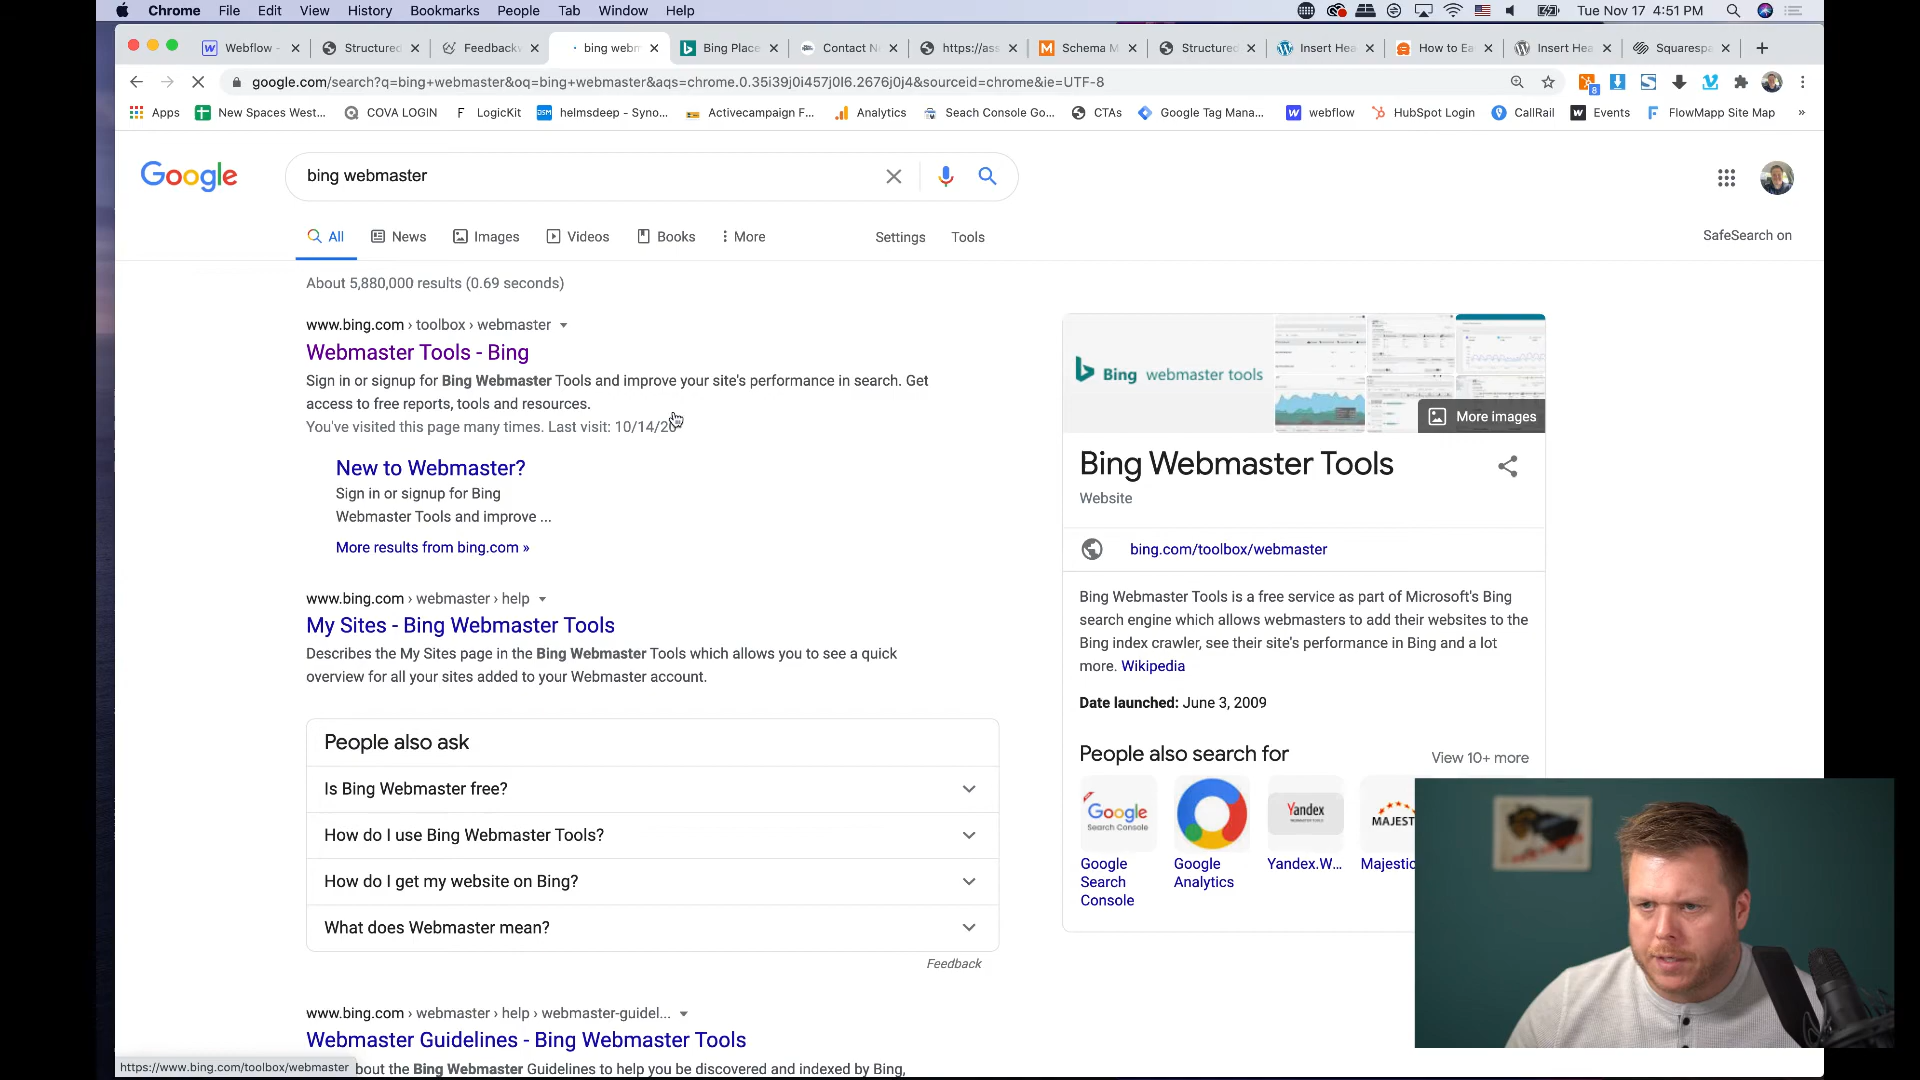 Chrome File Edit View History Bookmarks People Tab Window Help
Tue Nov 17 4:51 PM
Webflow - Structured Feedback bing webm Bing Place Contact N https://ass Schema M Structured Insert Hea How to Ea Insert Hea Squarespa
google.com/search?q=bing+webmaster&oq=bing+webmaster&aqs=chrome.0.35i39j0i457j0l6.2676j0j4&sourceid=chrome&ie=UTF-8
8
Apps New Spaces West... COVA LOGIN F LogicKit DSM helmsdeep - Syno... Activecampaign F... Analytics Seach Console Go... CTAs Google Tag Mana... webflow HubSpot Login CallRail Events FlowMapp Site Map »
Google
bing webmaster
All News Images Videos Books More Settings Tools
SafeSearch on
About 5,880,000 results (0.69 seconds)
www.bing.com › toolbox › webmaster
Webmaster Tools - Bing
Sign in or signup for Bing Webmaster Tools and improve your site's performance in search. Get
access to free reports, tools and resources.
You've visited this page many times. Last visit: 10/14/20
New to Webmaster?
Sign in or signup for Bing
Webmaster Tools and improve ...
More results from bing.com »
www.bing.com › webmaster › help
My Sites - Bing Webmaster Tools
Describes the My Sites page in the Bing Webmaster Tools which allows you to see a quick
overview for all your sites added to your Webmaster account.
People also ask
Is Bing Webmaster free?
How do I use Bing Webmaster Tools?
How do I get my website on Bing?
What does Webmaster mean?
Feedback
www.bing.com › webmaster › help › webmaster-guidel...
Webmaster Guidelines - Bing Webmaster Tools
bout the Bing Webmaster Guidelines to help you be discovered and indexed by Bing,
https://www.bing.com/toolbox/webmaster
Bing webmaster tools
More images
Bing Webmaster Tools
Website
bing.com/toolbox/webmaster
Bing Webmaster Tools is a free service as part of Microsoft's Bing
search engine which allows webmasters to add their websites to the
Bing index crawler, see their site's performance in Bing and a lot
more. Wikipedia
Date launched: June 3, 2009
People also search for
View 10+ more
Google
Search Console
Yandex
MAJEST
Google
Search
Console
Google
Analytics
Yandex.W...
Majestic